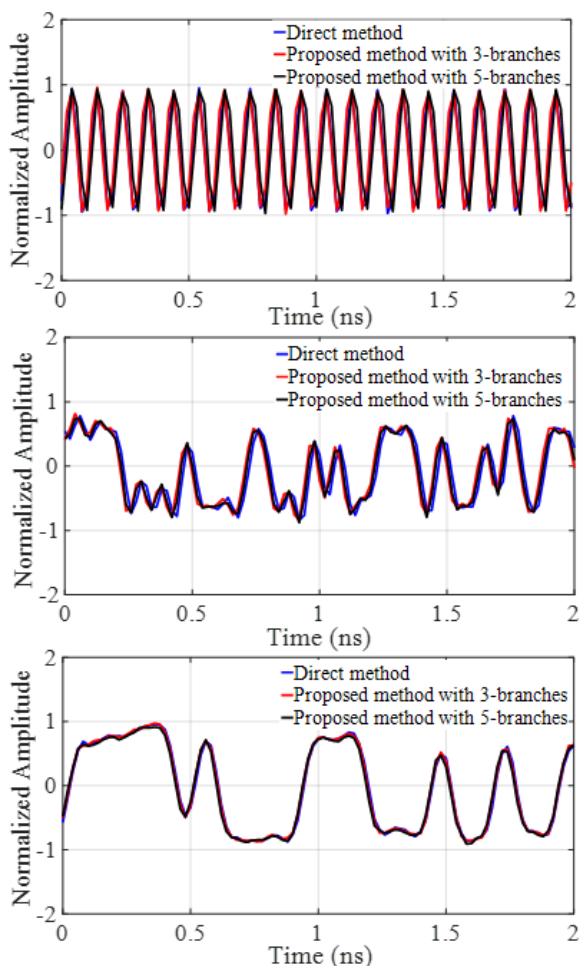 2
Direct method
Proposed method with 3-branches
Proposed method with 5-branches
1
0
-1
-2
Normalized Amplitude
0
0.5
1
1.5
2
Time (ns)
2
Direct method
Proposed method with 3-branches
Proposed method with 5-branches
1
0
-1
-2
Normalized Amplitude
0
0.5
1
1.5
2
Time (ns)
2
Direct method
Proposed method with 3-branches
Proposed method with 5-branches
1
0
-1
-2
Normalized Amplitude
0
0.5
1
1.5
2
Time (ns)